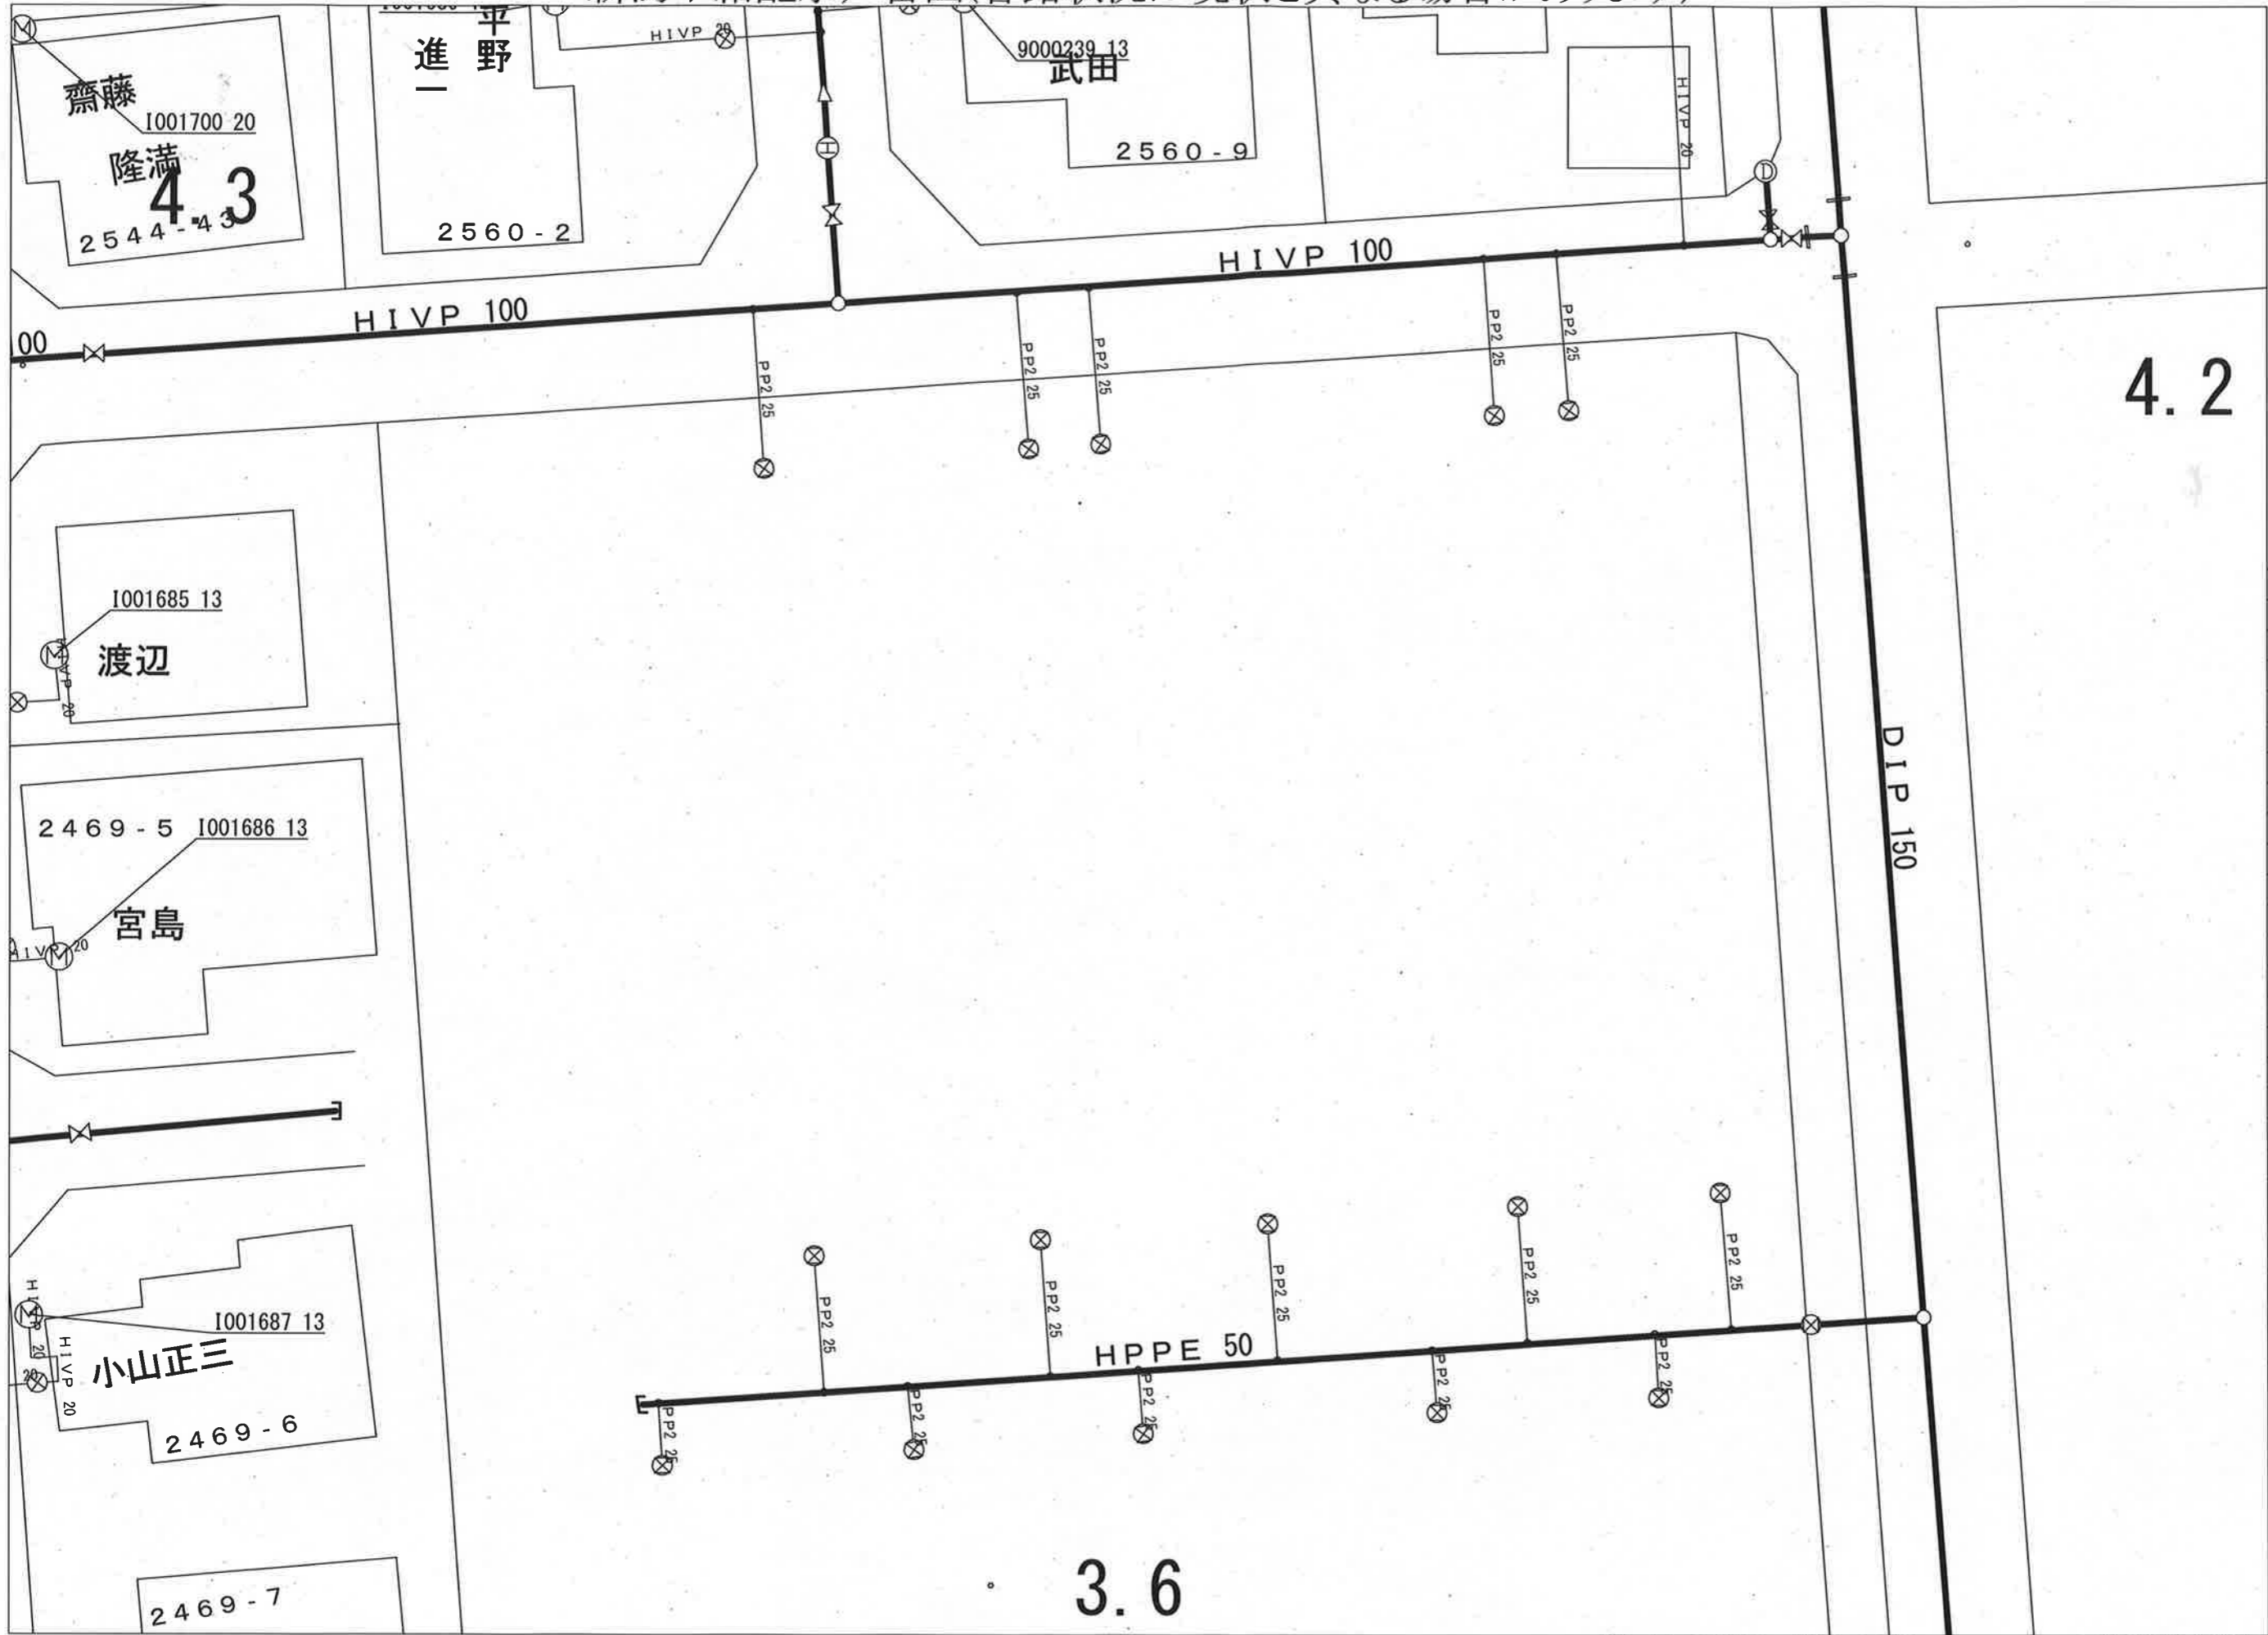 平野
進一
HIVP 20
9000239 13
武田
2560-9
HIVP 20
齋藤
隆満
I001700 20
4.3
2544-43
2560-2
D
H
M
HIVP 100
HIVP 100
00
PP2 25
PP2 25
PP2 25
PP2 25
PP2 25
4.2
I001685 13
M
渡辺
HIVP 20
DIP 150
2469-5
I001686 13
宮島
HIVP 20
M
I001687 13
M
HIVP 20
HIVP 20
20
小山正三
2469-6
2469-7
PP2 25
PP2 25
PP2 25
PP2 25
PP2 25
HPPE 50
PP2 25
PP2 25
PP2 25
PP2 25
PP2 25
3.6